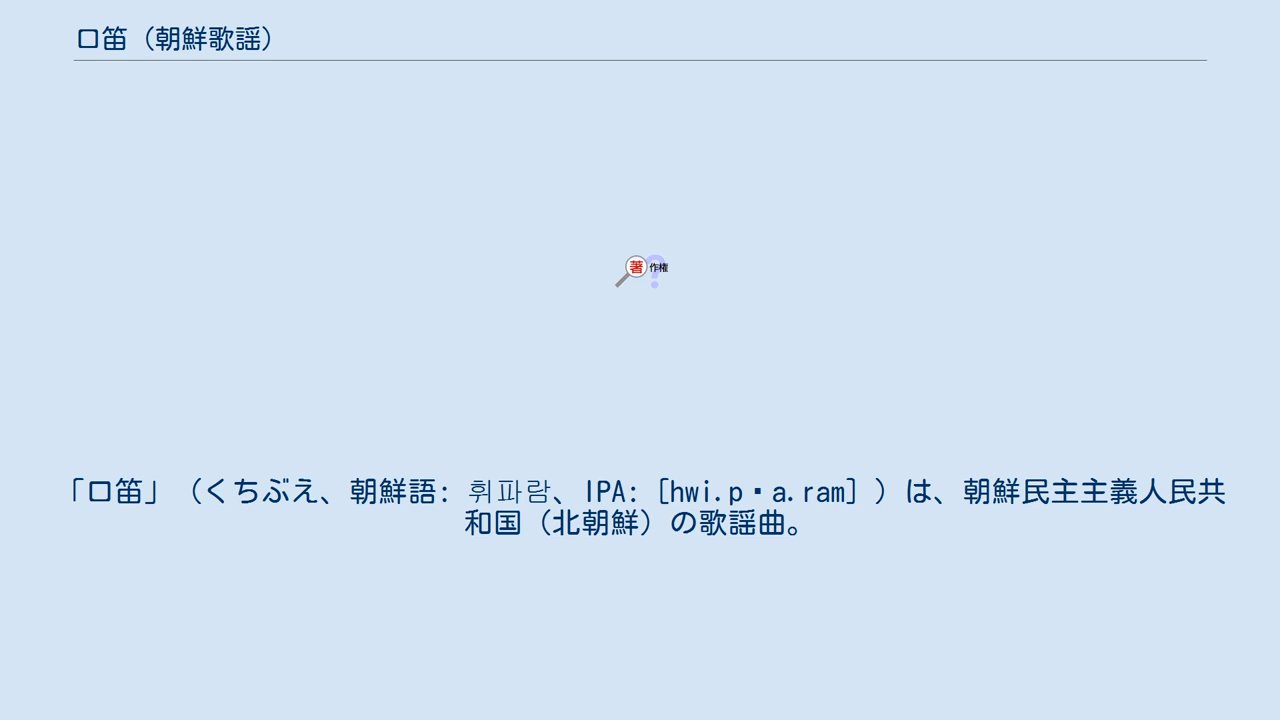 口笛（朝鮮歌謡）
著作権
「口笛」（くちぶえ、朝鮮語: 휘파람、IPA: [hwi.p▪a.ram] ）は、朝鮮民主主義人民共
和国（北朝鮮）の歌謡曲。